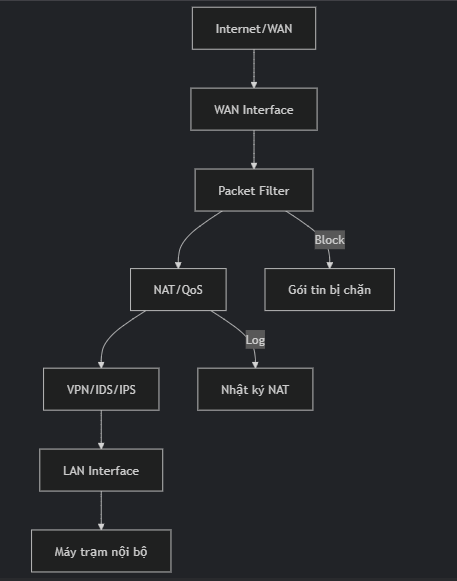 Internet/WAN
WAN Interface
Packet Filter
Block
NAT/QoS
Gói tin bị chặn
Log
VPN/IDS/IPS
Nhật ký NAT
LAN Interface
Máy trạm nội bộ